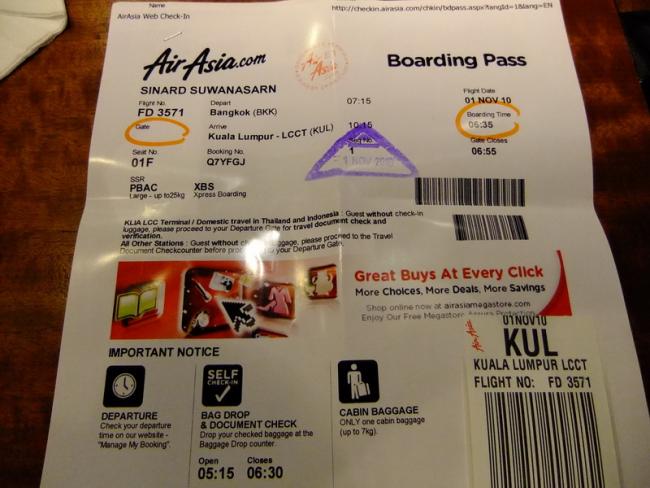 Name
http://checkin.airasia.com/chkin/bdpass.aspx?langId=1&lang=EN
AirAsia Web Check-In
AirAsia.com
Boarding Pass
SINARD SUWANASARN
Flight Date
01 NOV 10
Flight No. Depart 07:15
FD 3571 Bangkok (BKK)
Boarding Time
06:35
Gate Arrive 10:15
Kuala Lumpur - LCCT (KUL)
Gate Closes
06:55
Seat No. Booking No. Seq No.
01F Q7YFGJ 1
1 NOV
SSR
PBAC XBS
Large - up to25kg Xpress Boarding
KLIA LCC Terminal / Domestic travel in Thailand and Indonesia : Guest without check-in
luggage, please proceed to your Departure Gate for travel document check and
verification.
All Other Stations : Guest without check baggage, please proceed to the Travel
Document Checkcounter before to your Departure Gate.
Great Buys At Every Click
More Choices, More Deals, More Savings
Shop online now at airasiamegastore.com
Enjoy Our Free Megastore Assura Protection
IMPORTANT NOTICE
DEPARTURE
Check your departure
time on our website -
"Manage My Booking".
SELF
CHECK-IN
BAG DROP
& DOCUMENT CHECK
Drop your checked baggage at the
Baggage Drop counter.
Open Closes
05:15 06:30
CABIN BAGGAGE
ONLY one cabin baggage
(up to 7kg).
Air Asia
01NOV10
KUL
KUALA LUMPUR LCCT
FLIGHT NO: FD 3571